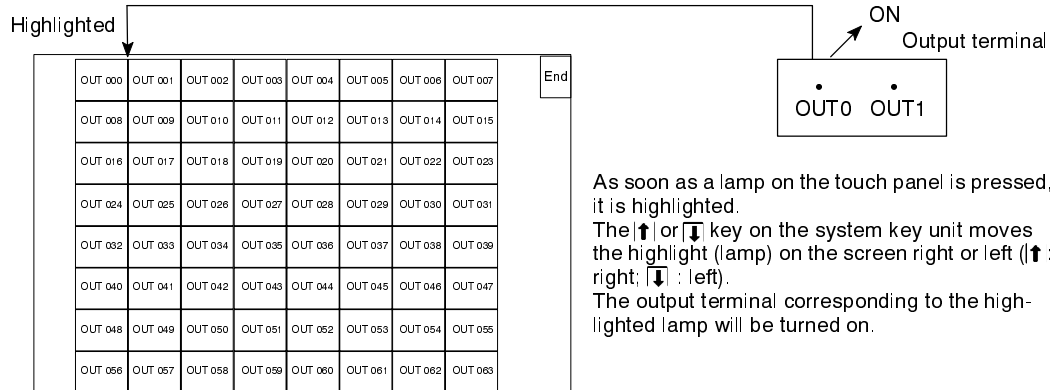 Highlighted
ON
Output terminal
OUT0 OUT1
End
OUT 000 OUT 001 OUT 002 OUT 003 OUT 004 OUT 005 OUT 006 OUT 007
OUT 008 OUT 009 OUT 010 OUT 011 OUT 012 OUT 013 OUT 014 OUT 015
OUT 016 OUT 017 OUT 018 OUT 019 OUT 020 OUT 021 OUT 022 OUT 023
OUT 024 OUT 025 OUT 026 OUT 027 OUT 028 OUT 029 OUT 030 OUT 031
OUT 032 OUT 033 OUT 034 OUT 035 OUT 036 OUT 037 OUT 038 OUT 039
OUT 040 OUT 041 OUT 042 OUT 043 OUT 044 OUT 045 OUT 046 OUT 047
OUT 048 OUT 049 OUT 050 OUT 051 OUT 052 OUT 053 OUT 054 OUT 055
OUT 056 OUT 057 OUT 058 OUT 059 OUT 060 OUT 061 OUT 062 OUT 063
As soon as a lamp on the touch panel is pressed,
it is highlighted.
The ⬆ or ⬇ key on the system key unit moves
the highlight (lamp) on the screen right or left (⬆ :
right; ⬇ : left).
The output terminal corresponding to the high-
lighted lamp will be turned on.